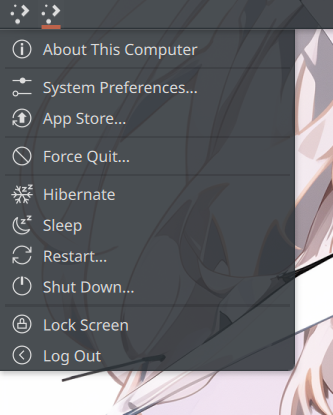 About This Computer
System Preferences...
App Store...
Force Quit...
Hibernate
Sleep
Restart...
Shut Down...
Lock Screen
Log Out